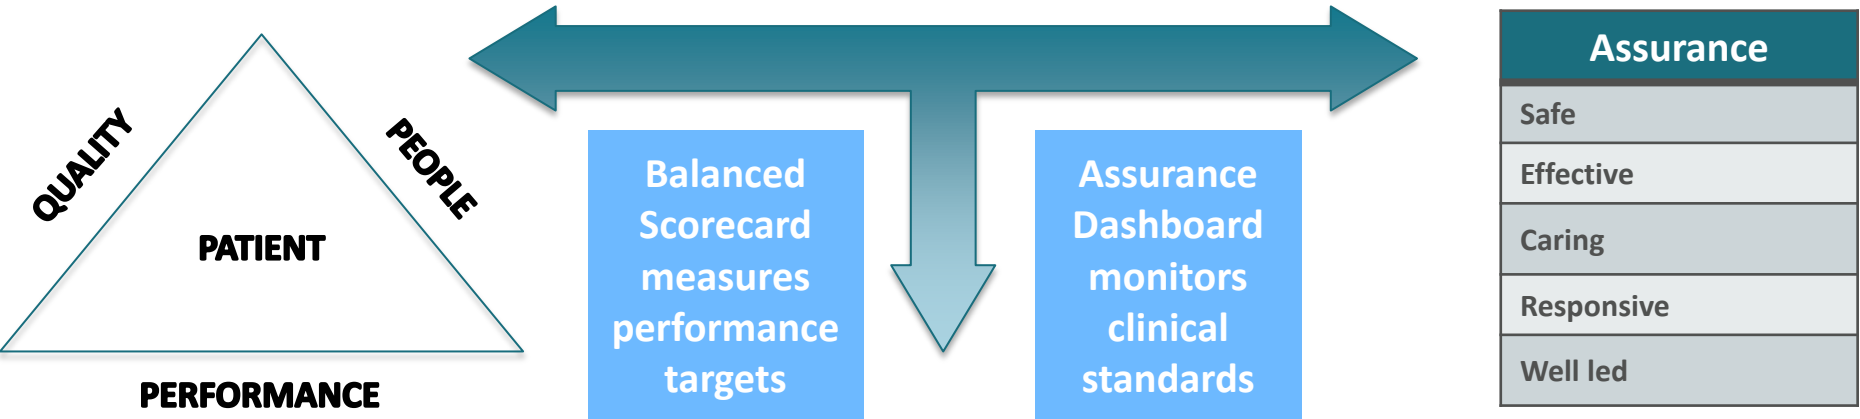 QUALITY
PEOPLE
PATIENT
PERFORMANCE
Balanced
Scorecard
measures
performance
targets
Assurance
Dashboard
monitors
clinical
standards
Assurance
Safe
Effective
Caring
Responsive
Well led